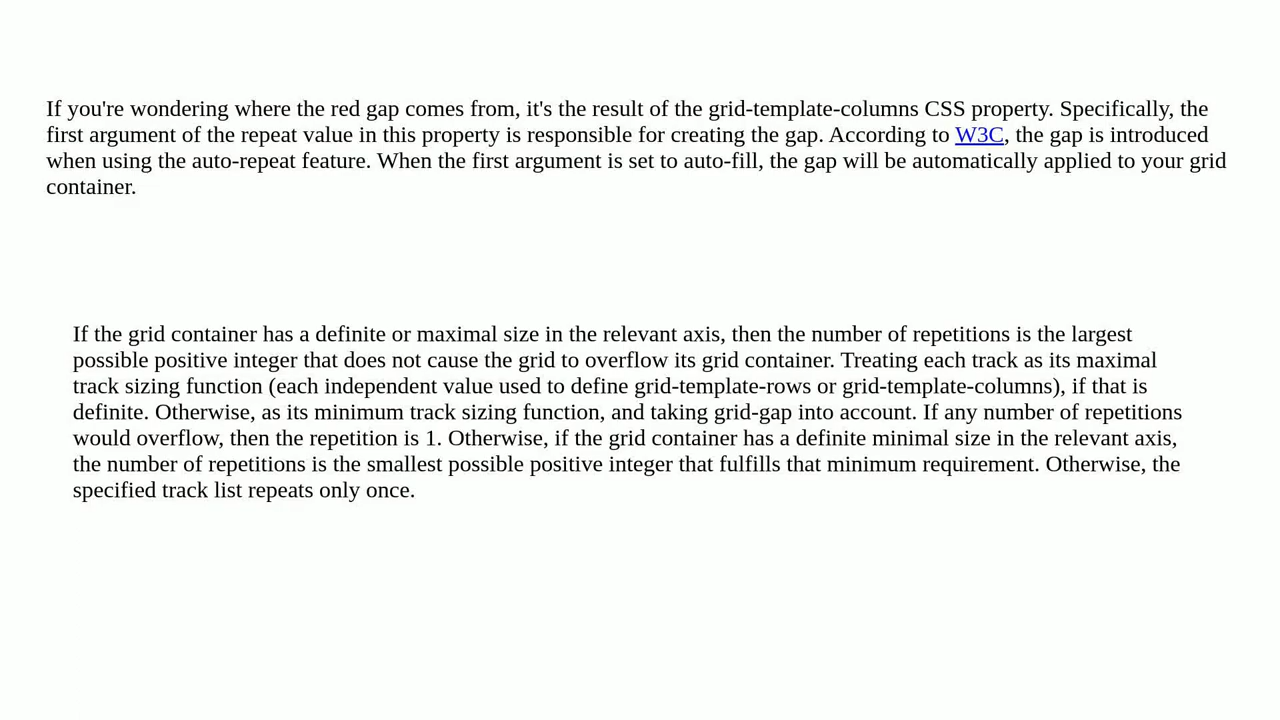 If you're wondering where the red gap comes from, it's the result of the grid-template-columns CSS property. Specifically, the
first argument of the repeat value in this property is responsible for creating the gap. According to W3C, the gap is introduced
when using the auto-repeat feature. When the first argument is set to auto-fill, the gap will be automatically applied to your grid
container.
If the grid container has a definite or maximal size in the relevant axis, then the number of repetitions is the largest
possible positive integer that does not cause the grid to overflow its grid container. Treating each track as its maximal
track sizing function (each independent value used to define grid-template-rows or grid-template-columns), if that is
definite. Otherwise, as its minimum track sizing function, and taking grid-gap into account. If any number of repetitions
would overflow, then the repetition is 1. Otherwise, if the grid container has a definite minimal size in the relevant axis,
the number of repetitions is the smallest possible positive integer that fulfills that minimum requirement. Otherwise, the
specified track list repeats only once.